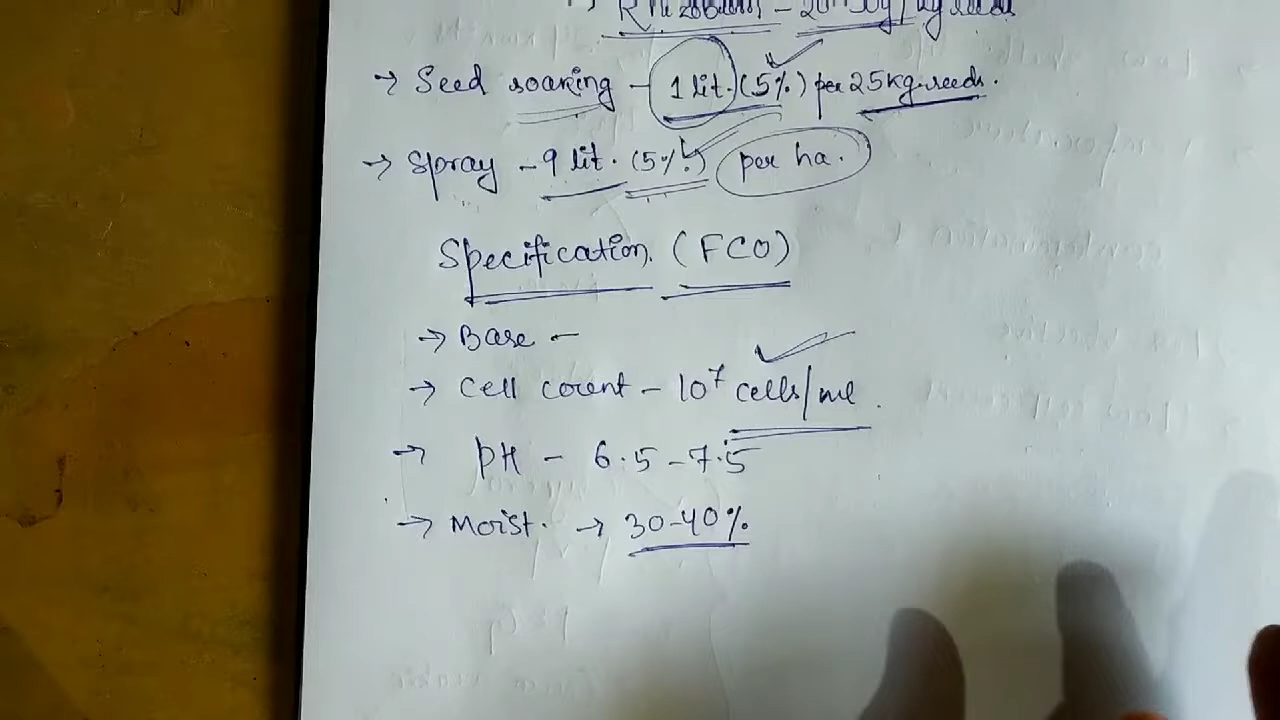 Rhizobium -
→ Seed soaking - 1 lit. (5%) per 25kg seeds.
→ Spray - 9 lit. (5%) per ha.
Specification. (FCO)
→ Base -
→ Cell count - 10⁷ cells/ml.
→ pH - 6.5-7.5
→ Moist. → 30-40%